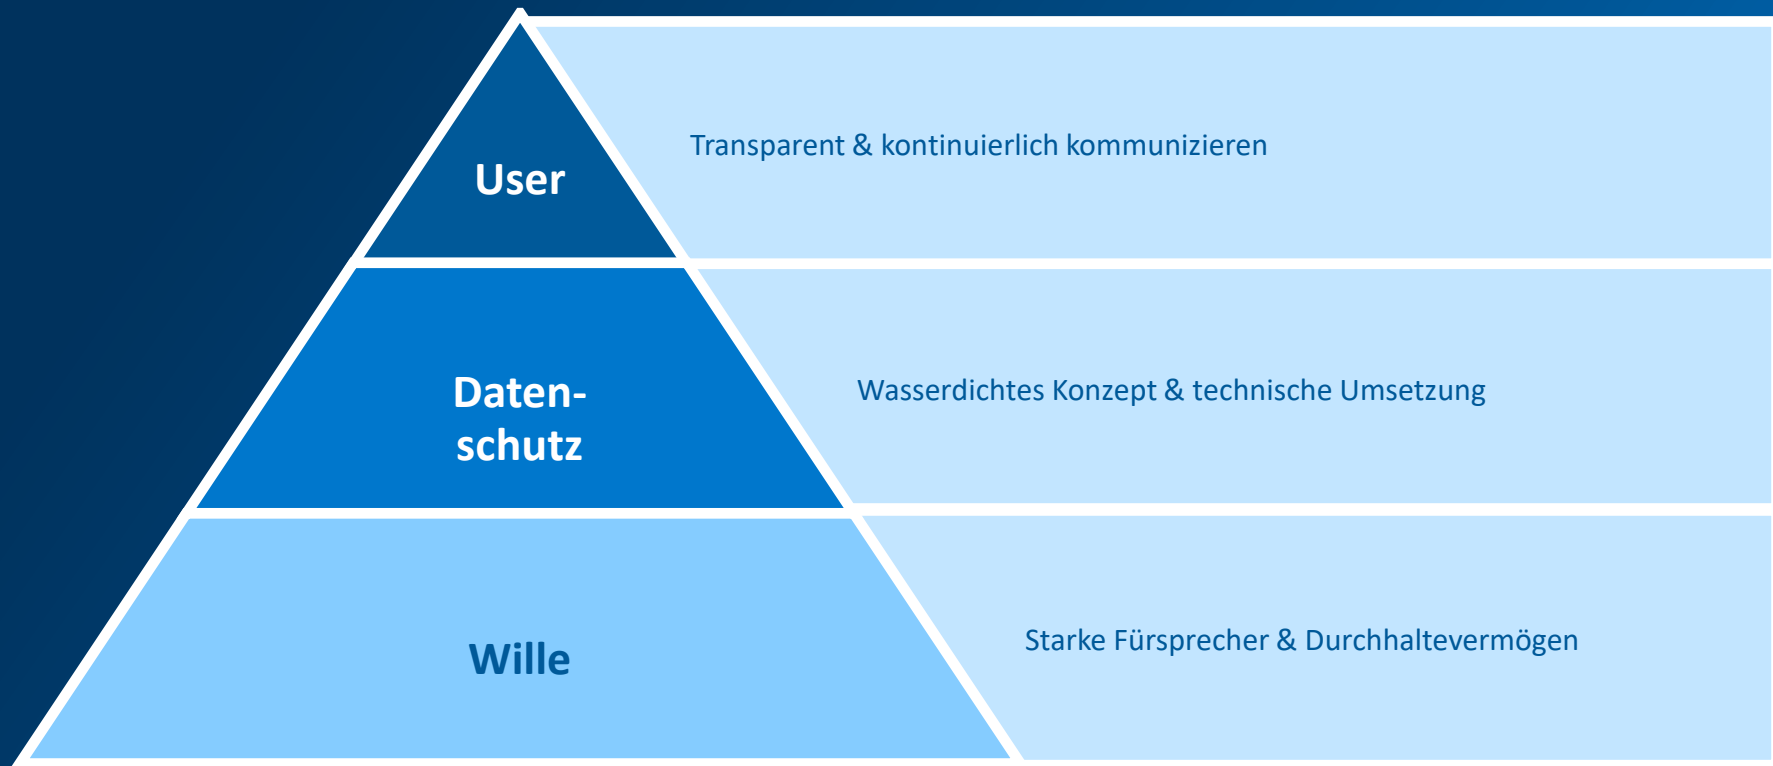 User
Transparent & kontinuierlich kommunizieren
Daten-
schutz
Wasserdichtes Konzept & technische Umsetzung
Wille
Starke Fürsprecher & Durchhaltevermögen